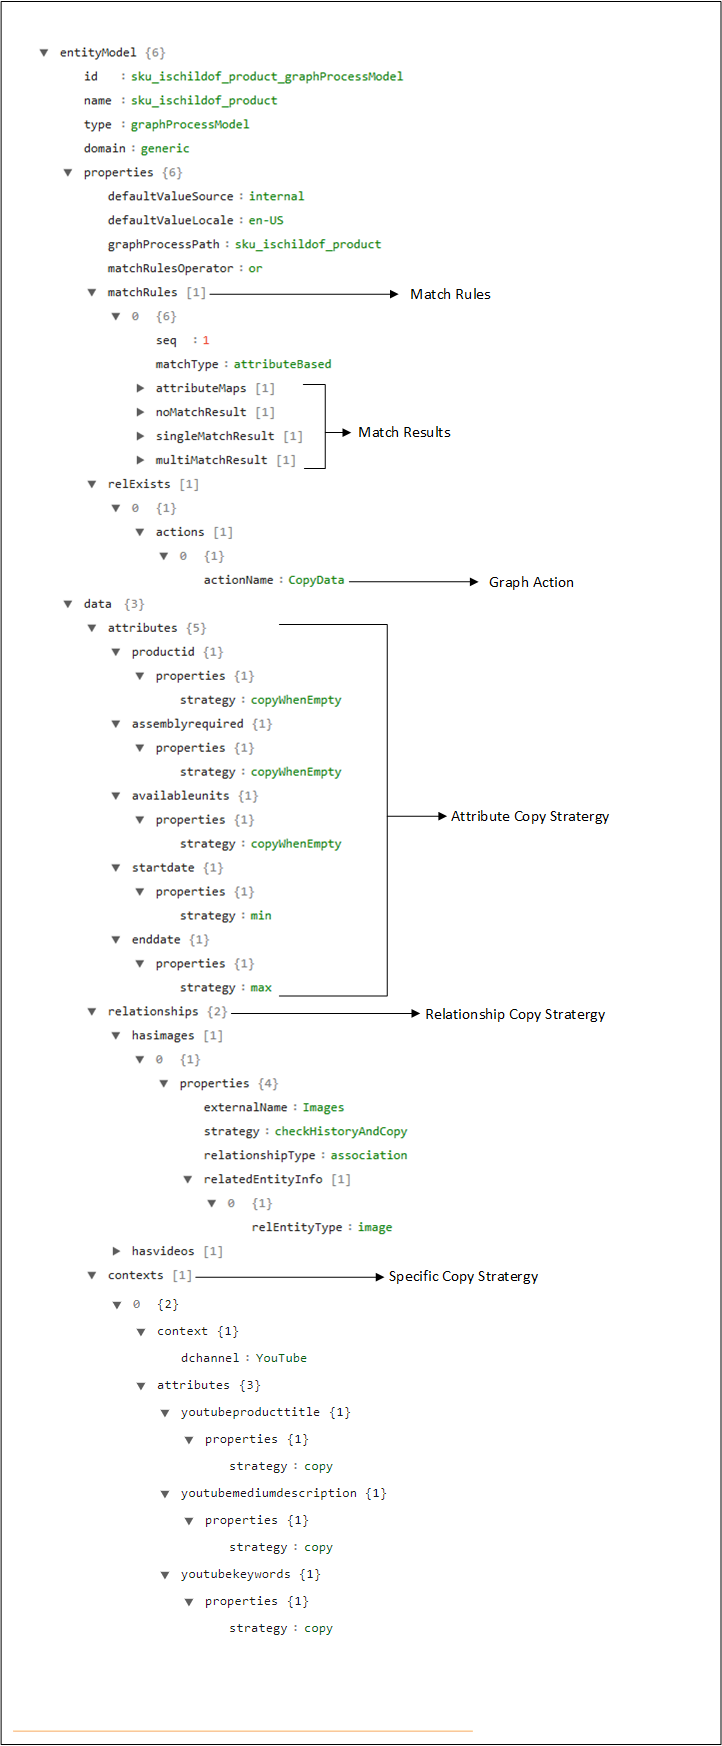 ▼ entityModel {6}
id : sku_ischildof_product_graphProcessModel
name : sku_ischildof_product
type : graphProcessModel
domain : generic
▼ properties {6}
defaultValueSource : internal
defaultValueLocale : en-US
graphProcessPath : sku_ischildof_product
matchRulesOperator : or
▼ matchRules [1] Match Rules
▼ 0 {6}
seq : 1
matchType : attributeBased
▶ attributeMaps [1]
▶ noMatchResult [1]
Match Results
▶ singleMatchResult [1]
▶ multiMatchResult [1]
▼ relExists [1]
▼ 0 {1}
▼ actions [1]
▼ 0 {1}
actionName : CopyData Graph Action
▼ data {3}
▼ attributes {5}
▼ productid {1}
▼ properties {1}
strategy : copyWhenEmpty
▼ assemblyrequired {1}
▼ properties {1}
strategy : copyWhenEmpty
▼ availableunits {1}
▼ properties {1}
Attribute Copy Stratergy
strategy : copyWhenEmpty
▼ startdate {1}
▼ properties {1}
strategy : min
▼ enddate {1}
▼ properties {1}
strategy : max
▼ relationships {2} Relationship Copy Stratergy
▼ hasimages [1]
▼ 0 {1}
▼ properties {4}
externalName : Images
strategy : checkHistoryAndCopy
relationshipType : association
▼ relatedEntityInfo [1]
▼ 0 {1}
relEntityType : image
▶ hasvideos [1]
▼ contexts [1] Specific Copy Stratergy
▼ 0 {2}
▼ context {1}
dchannel : YouTube
▼ attributes {3}
▼ youtubeproducttitle {1}
▼ properties {1}
strategy : copy
▼ youtubemediumdescription {1}
▼ properties {1}
strategy : copy
▼ youtubekeywords {1}
▼ properties {1}
strategy : copy